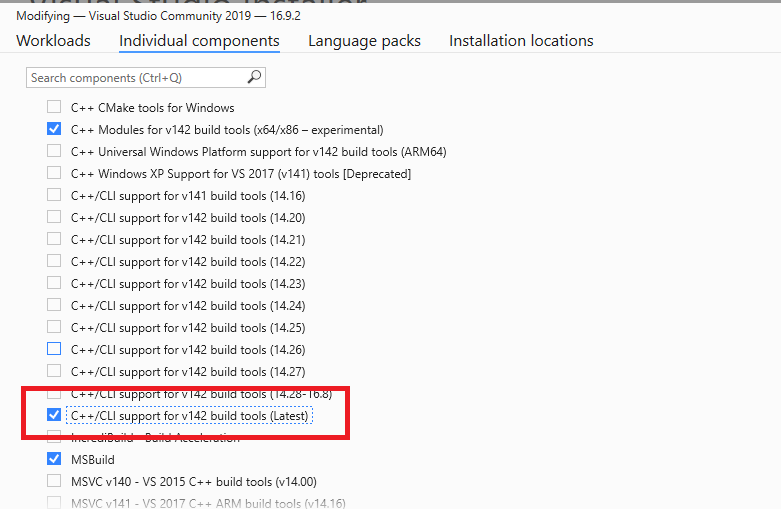 Visual Studio Installer
Modifying — Visual Studio Community 2019 — 16.9.2
Workloads Individual components Language packs Installation locations
Search components (Ctrl+Q)
C++ CMake tools for Windows
C++ Modules for v142 build tools (x64/x86 – experimental)
C++ Universal Windows Platform support for v142 build tools (ARM64)
C++ Windows XP Support for VS 2017 (v141) tools [Deprecated]
C++/CLI support for v141 build tools (14.16)
C++/CLI support for v142 build tools (14.20)
C++/CLI support for v142 build tools (14.21)
C++/CLI support for v142 build tools (14.22)
C++/CLI support for v142 build tools (14.23)
C++/CLI support for v142 build tools (14.24)
C++/CLI support for v142 build tools (14.25)
C++/CLI support for v142 build tools (14.26)
C++/CLI support for v142 build tools (14.27)
C++/CLI support for v142 build tools (14.28-16.8)
C++/CLI support for v142 build tools (Latest)
IncrediBuild - Build Acceleration
MSBuild
MSVC v140 - VS 2015 C++ build tools (v14.00)
MSVC v141 - VS 2017 C++ ARM build tools (v14.16)